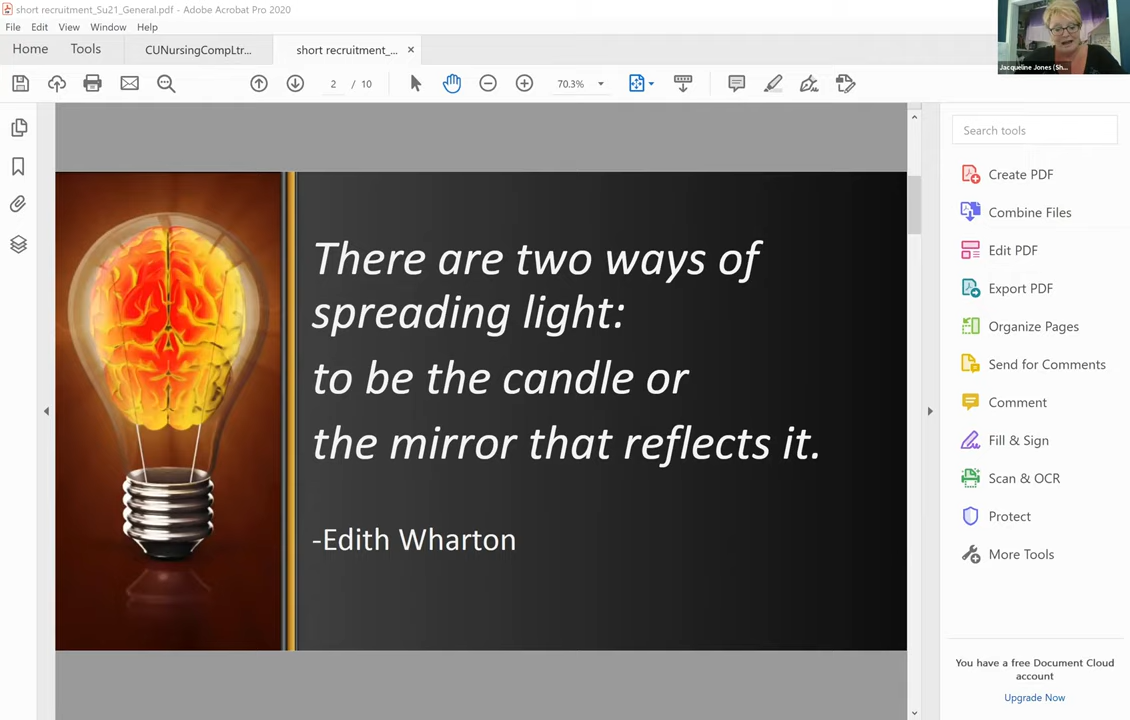 short recruitment_Su21_General.pdf - Adobe Acrobat Pro 2020
File Edit View Window Help
Home Tools CUNursingCompLtr... short recruitment_... ×
2 / 10 70.3%
Jacqueline Jones (Sh...
Search tools
Create PDF
Combine Files
Edit PDF
Export PDF
Organize Pages
Send for Comments
Comment
Fill & Sign
Scan & OCR
Protect
More Tools
You have a free Document Cloud
account
Upgrade Now
There are two ways of
spreading light:
to be the candle or
the mirror that reflects it.
-Edith Wharton